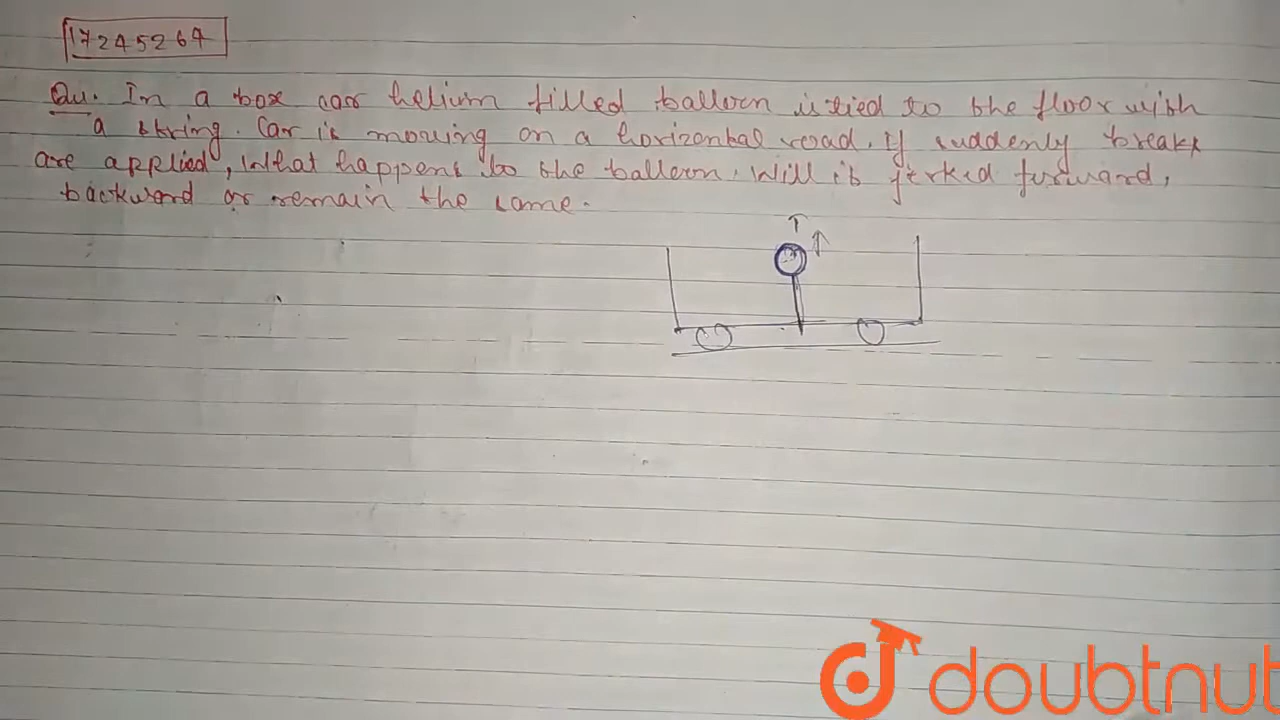 17245264
Qu. In a box car helium filled balloon is tied to the floor with
a string. Car is moving on a horizontal road. If suddenly breaks
are applied, What happens to the balloon. Will it jerked forward,
backward or remain the same.
doubtnut